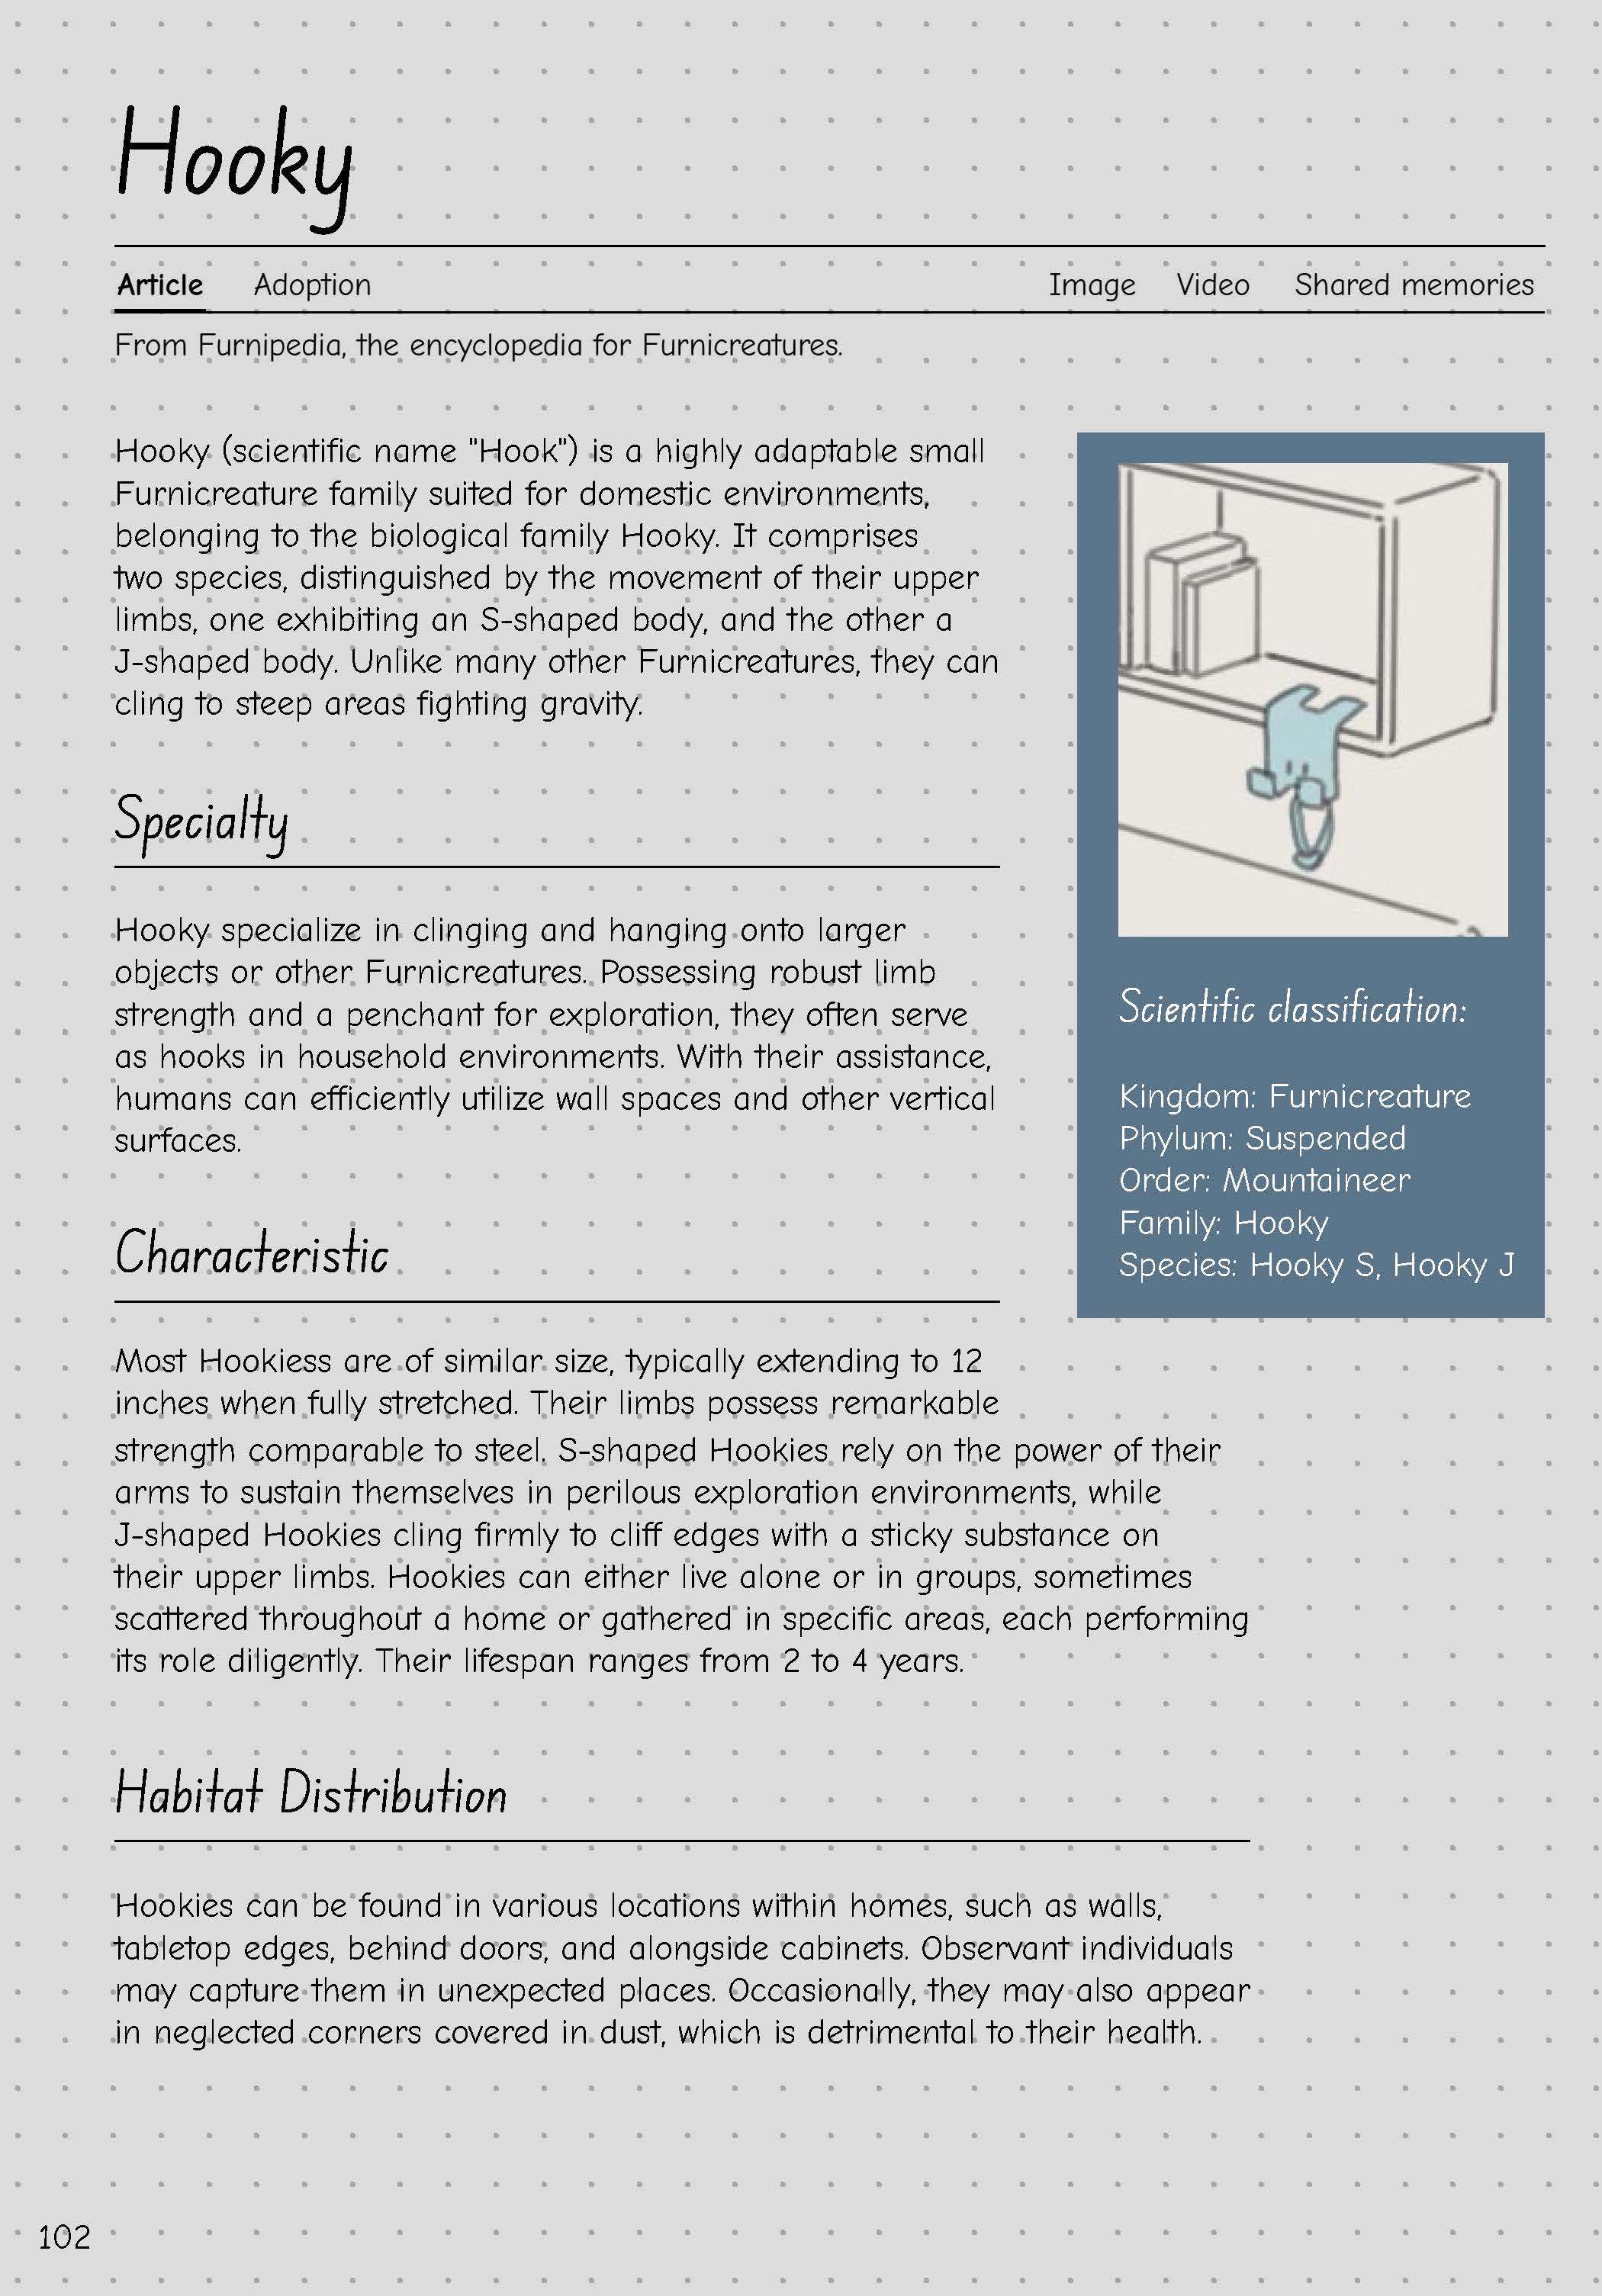 Hooky
Article Adoption Image Video Shared memories
From Furnipedia, the encyclopedia for Furnicreatures.
Hooky (scientific name "Hook") is a highly adaptable small
Furnicreature family suited for domestic environments,
belonging to the biological family Hooky. It comprises
two species, distinguished by the movement of their upper
limbs, one exhibiting an S-shaped body, and the other a
J-shaped body. Unlike many other Furnicreatures, they can
cling to steep areas fighting gravity.
Specialty
Hooky specialize in clinging and hanging onto larger
objects or other Furnicreatures. Possessing robust limb
strength and a penchant for exploration, they often serve
as hooks in household environments. With their assistance,
humans can efficiently utilize wall spaces and other vertical
surfaces.
Scientific classification:
Kingdom: Furnicreature
Phylum: Suspended
Order: Mountaineer
Family: Hooky
Species: Hooky S, Hooky J
Characteristic
Most Hookiess are of similar size, typically extending to 12
inches when fully stretched. Their limbs possess remarkable
strength comparable to steel. S-shaped Hookies rely on the power of their
arms to sustain themselves in perilous exploration environments, while
J-shaped Hookies cling firmly to cliff edges with a sticky substance on
their upper limbs. Hookies can either live alone or in groups, sometimes
scattered throughout a home or gathered in specific areas, each performing
its role diligently. Their lifespan ranges from 2 to 4 years.
Habitat Distribution
Hookies can be found in various locations within homes, such as walls,
tabletop edges, behind doors, and alongside cabinets. Observant individuals
may capture them in unexpected places. Occasionally, they may also appear
in neglected corners covered in dust, which is detrimental to their health.
102